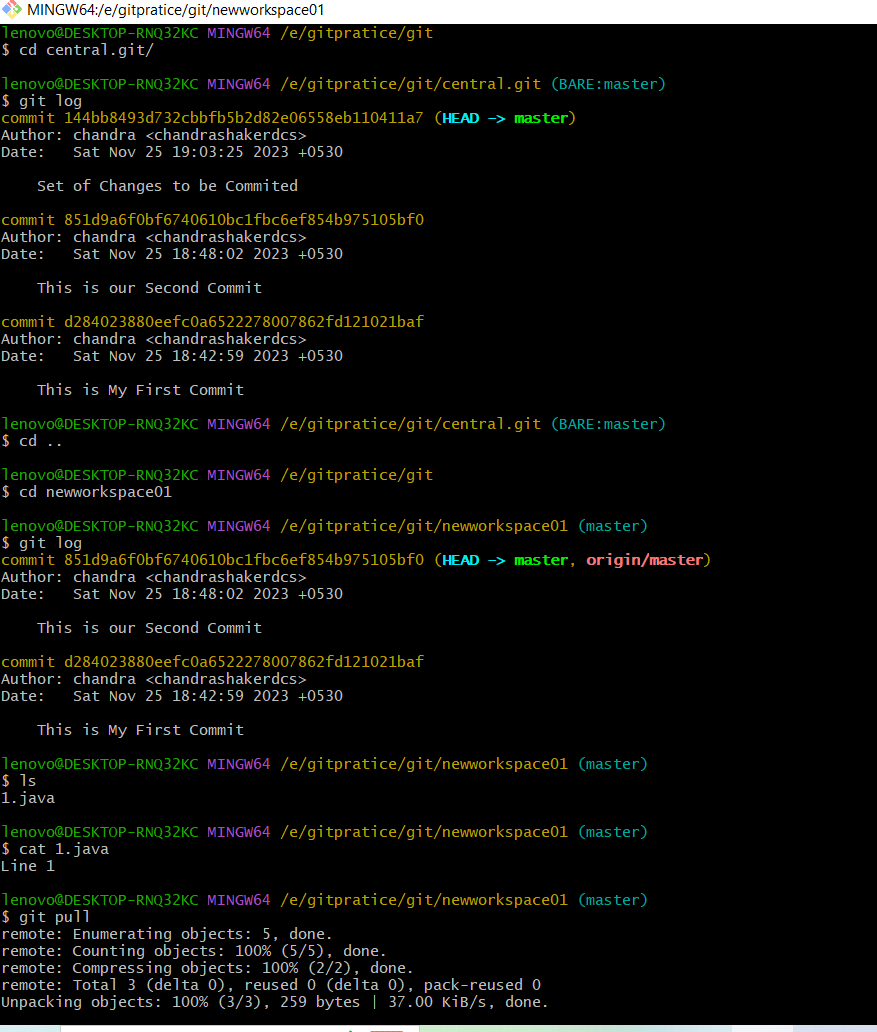 MINGW64:/e/gitpratice/git/newworkspace01
lenovo@DESKTOP-RNQ32KC MINGW64 /e/gitpratice/git
$ cd central.git/
lenovo@DESKTOP-RNQ32KC MINGW64 /e/gitpratice/git/central.git (BARE:master)
$ git log
commit 144bb8493d732cbbfb5b2d82e06558eb110411a7 (HEAD -> master)
Author: chandra <chandrashakerdcs>
Date:   Sat Nov 25 19:03:25 2023 +0530
    Set of Changes to be Commited
commit 851d9a6f0bf6740610bc1fbc6ef854b975105bf0
Author: chandra <chandrashakerdcs>
Date:   Sat Nov 25 18:48:02 2023 +0530
    This is our Second Commit
commit d284023880eefc0a6522278007862fd121021baf
Author: chandra <chandrashakerdcs>
Date:   Sat Nov 25 18:42:59 2023 +0530
    This is My First Commit
lenovo@DESKTOP-RNQ32KC MINGW64 /e/gitpratice/git/central.git (BARE:master)
$ cd ..
lenovo@DESKTOP-RNQ32KC MINGW64 /e/gitpratice/git
$ cd newworkspace01
lenovo@DESKTOP-RNQ32KC MINGW64 /e/gitpratice/git/newworkspace01 (master)
$ git log
commit 851d9a6f0bf6740610bc1fbc6ef854b975105bf0 (HEAD -> master, origin/master)
Author: chandra <chandrashakerdcs>
Date:   Sat Nov 25 18:48:02 2023 +0530
    This is our Second Commit
commit d284023880eefc0a6522278007862fd121021baf
Author: chandra <chandrashakerdcs>
Date:   Sat Nov 25 18:42:59 2023 +0530
    This is My First Commit
lenovo@DESKTOP-RNQ32KC MINGW64 /e/gitpratice/git/newworkspace01 (master)
$ ls
1.java
lenovo@DESKTOP-RNQ32KC MINGW64 /e/gitpratice/git/newworkspace01 (master)
$ cat 1.java
Line 1
lenovo@DESKTOP-RNQ32KC MINGW64 /e/gitpratice/git/newworkspace01 (master)
$ git pull
remote: Enumerating objects: 5, done.
remote: Counting objects: 100% (5/5), done.
remote: Compressing objects: 100% (2/2), done.
remote: Total 3 (delta 0), reused 0 (delta 0), pack-reused 0
Unpacking objects: 100% (3/3), 259 bytes | 37.00 KiB/s, done.